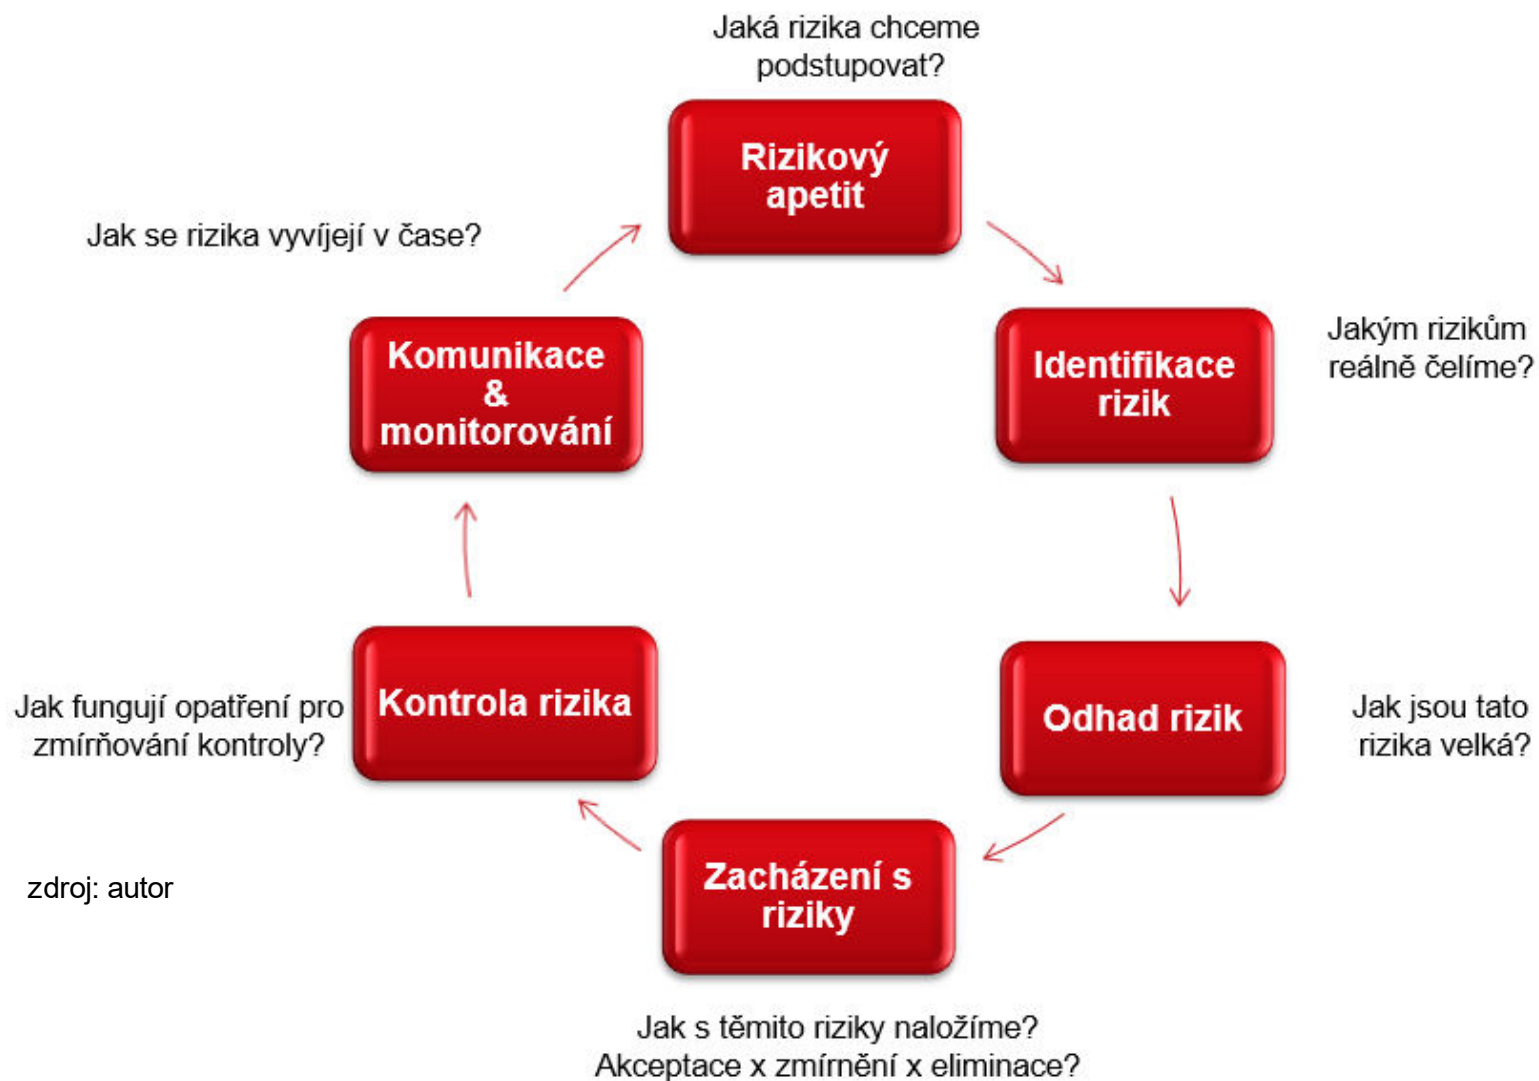 Jaká rizika chceme
podstupovat?
Rizikový
apetit
Jak se rizika vyvíjejí v čase?
Komunikace
&
monitorování
Identifikace
rizik
Jakým rizikům
reálně čelíme?
Jak fungují opatření pro
zmírňování kontroly?
Kontrola rizika
Odhad rizik
Jak jsou tato
rizika velká?
Zacházení s
riziky
zdroj: autor
Jak s těmito riziky naložíme?
Akceptace x zmírnění x eliminace?